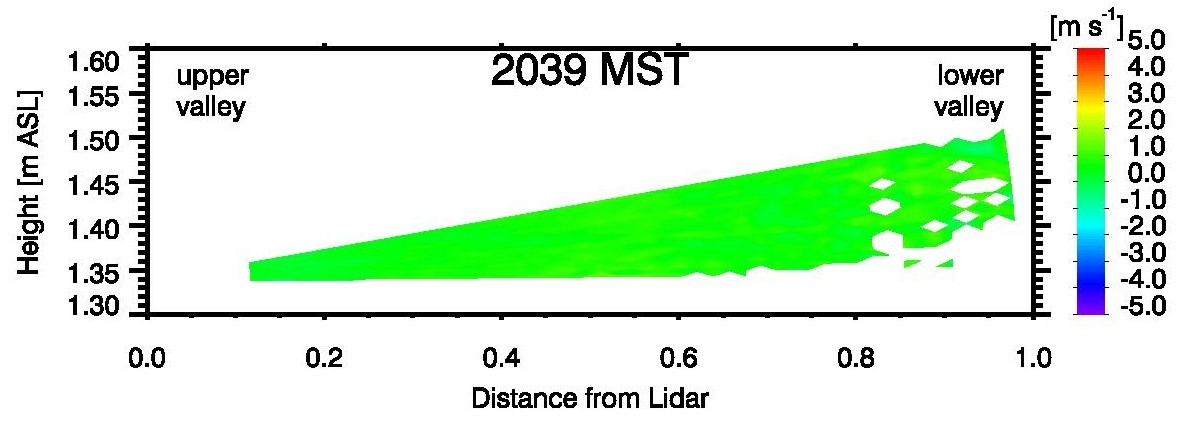 [m s⁻¹]
2039 MST
upper
valley
lower
valley
Height [m ASL]
1.60
1.55
1.50
1.45
1.40
1.35
1.30
0.0 0.2 0.4 0.6 0.8 1.0
Distance from Lidar
5.0
4.0
3.0
2.0
1.0
0.0
-1.0
-2.0
-3.0
-4.0
-5.0